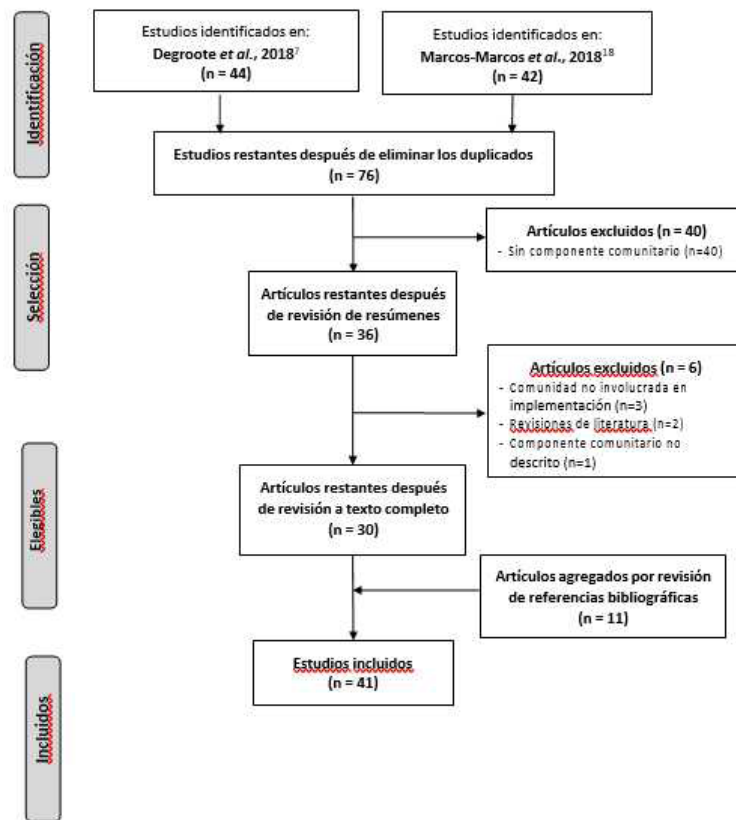 Identificación
Estudios identificados en:
Degroote et al., 2018⁷
(n = 44)
Estudios identificados en:
Marcos-Marcos et al., 2018¹⁸
(n = 42)
Estudios restantes después de eliminar los duplicados
(n = 76)
Selección
Artículos excluidos (n = 40)
- Sin componente comunitario (n=40)
Artículos restantes después
de revisión de resúmenes
(n = 36)
Artículos excluidos (n = 6)
- Comunidad no involucrada en
implementación (n=3)
- Revisiones de literatura (n=2)
- Componente comunitario no
descrito (n=1)
Elegibles
Artículos restantes después
de revisión a texto completo
(n = 30)
Artículos agregados por revisión
de referencias bibliográficas
(n = 11)
Incluidos
Estudios incluidos
(n = 41)